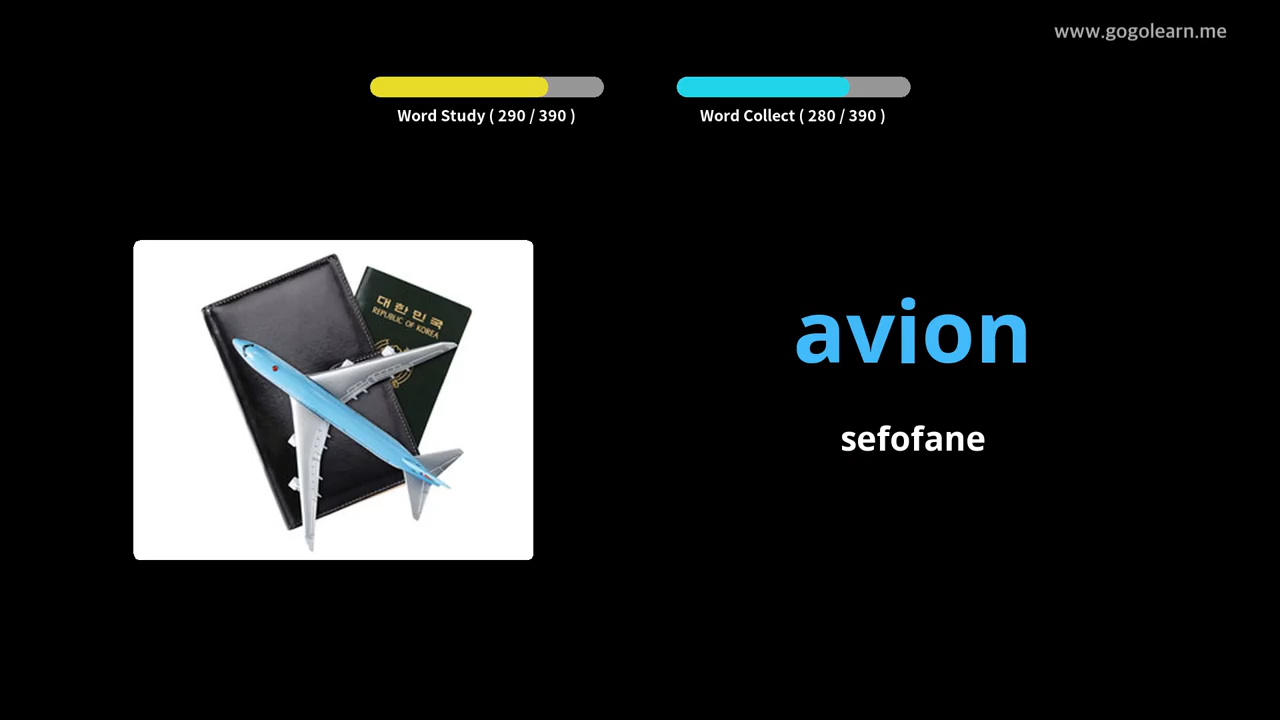 www.gogolearn.me
Word Study ( 290 / 390 )
Word Collect ( 280 / 390 )
대한민국
REPUBLIC OF KOREA
avion
sefofane